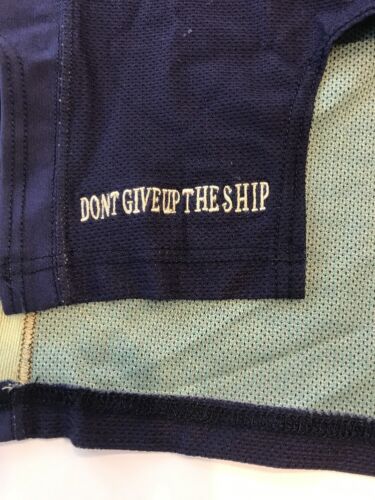 DONT GIVE UP THE SHIP